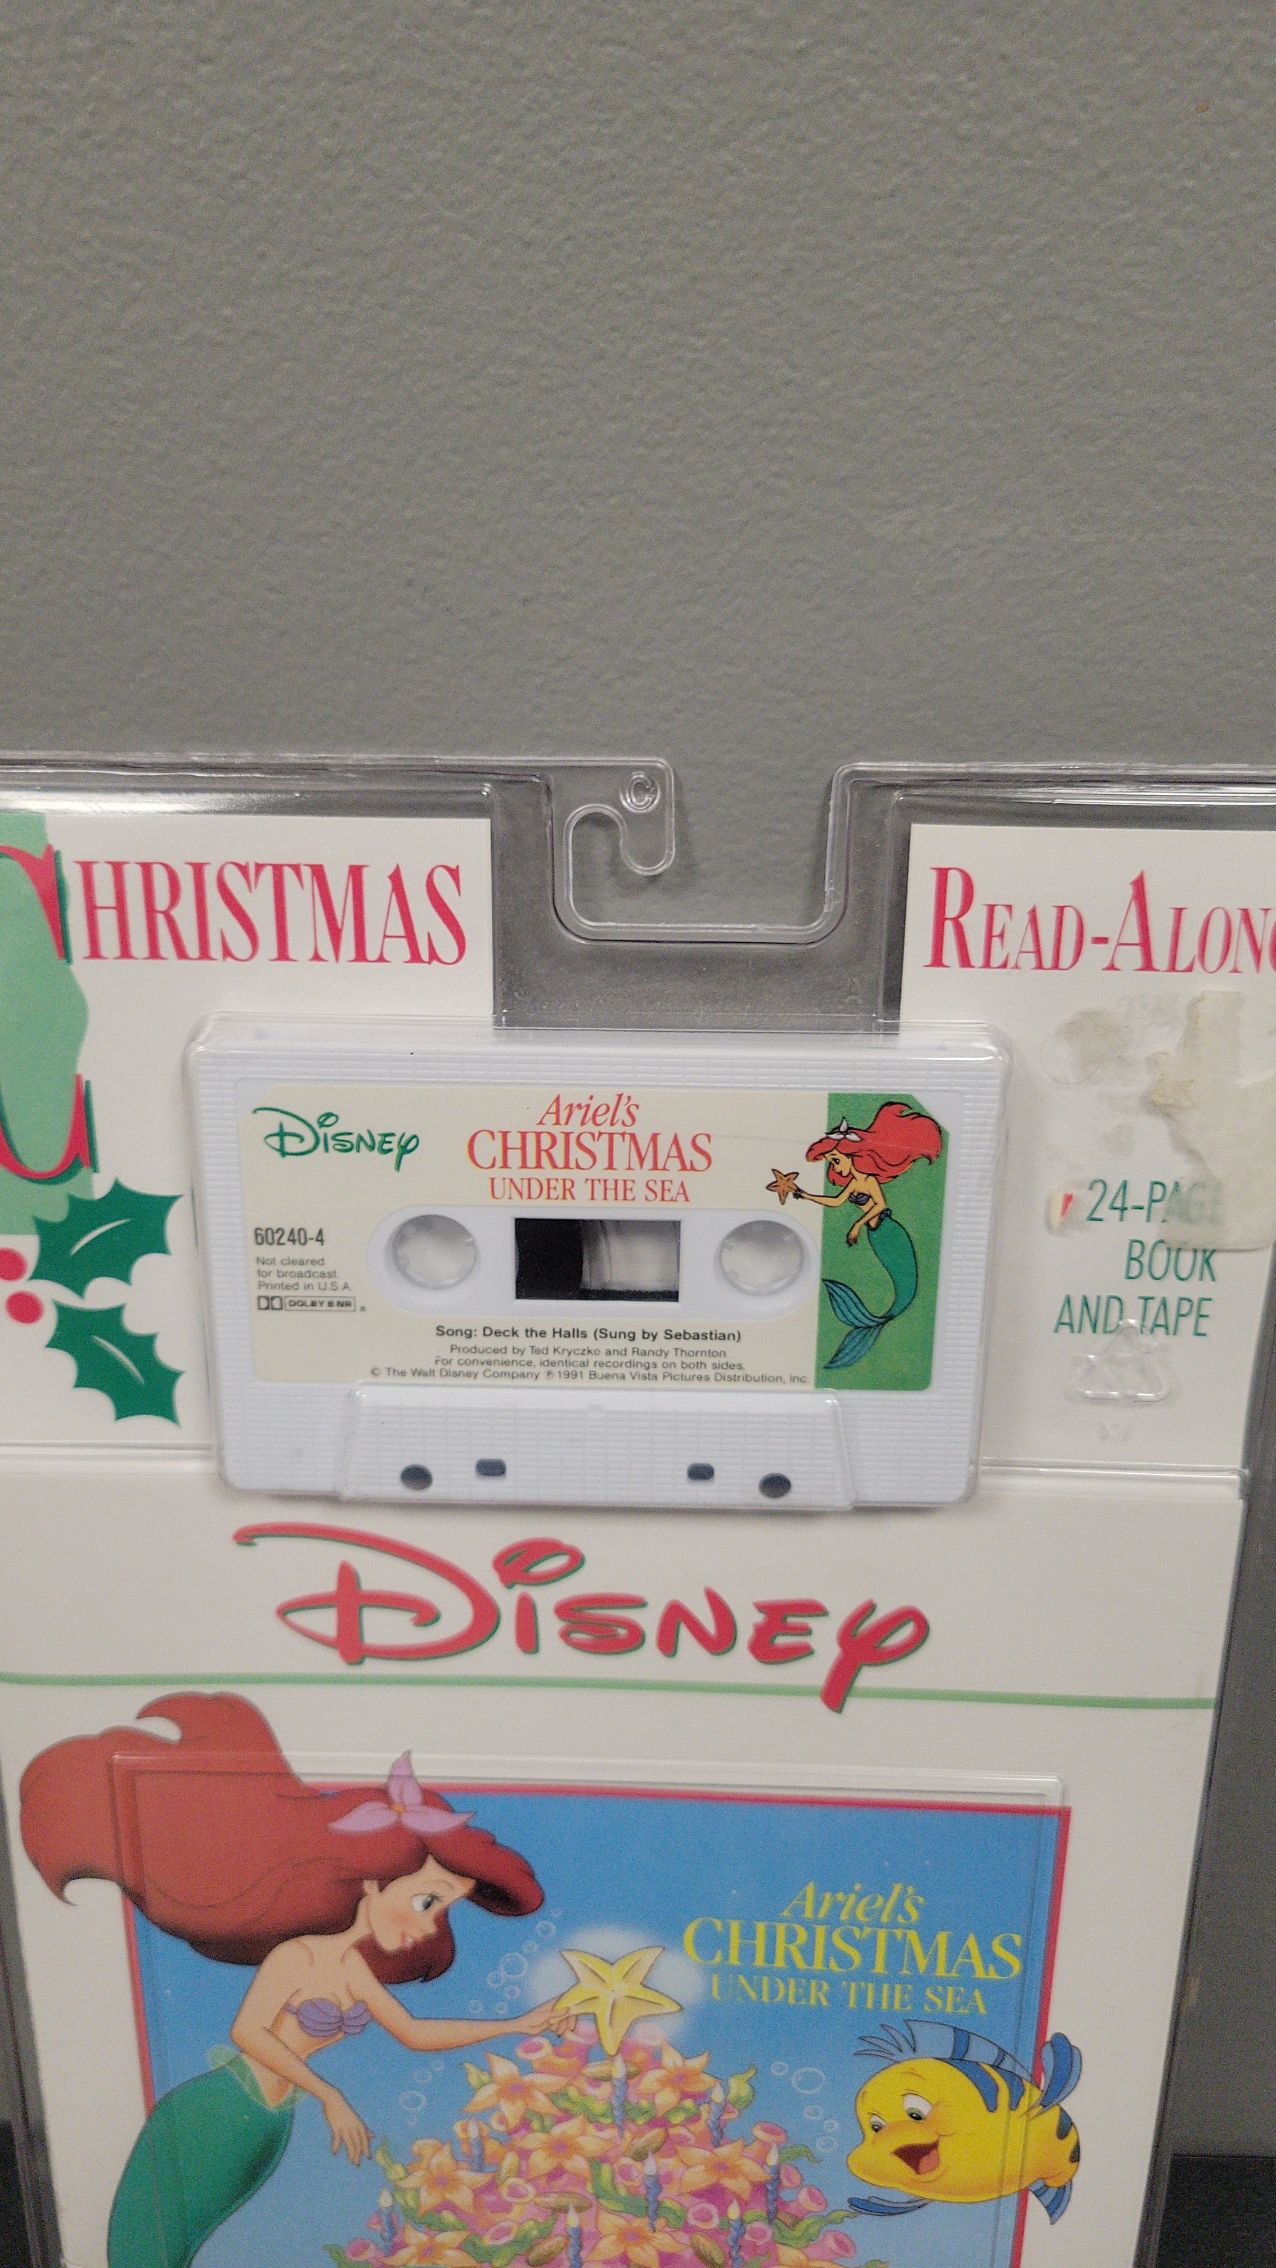 CHRISTMAS
READ-ALONG
24-PAGE
BOOK
AND TAPE
C
DISNEY
Ariel's
CHRISTMAS
UNDER THE SEA
60240-4
Not cleared
for broadcast.
Printed in U.S.A.
DOLBY B NR
Song: Deck the Halls (Sung by Sebastian)
Produced by Ted Kryczko and Randy Thornton
For convenience, identical recordings on both sides.
© The Walt Disney Company ℗ 1991 Buena Vista Pictures Distribution, Inc.
DISNEY
Ariel's
CHRISTMAS
UNDER THE SEA